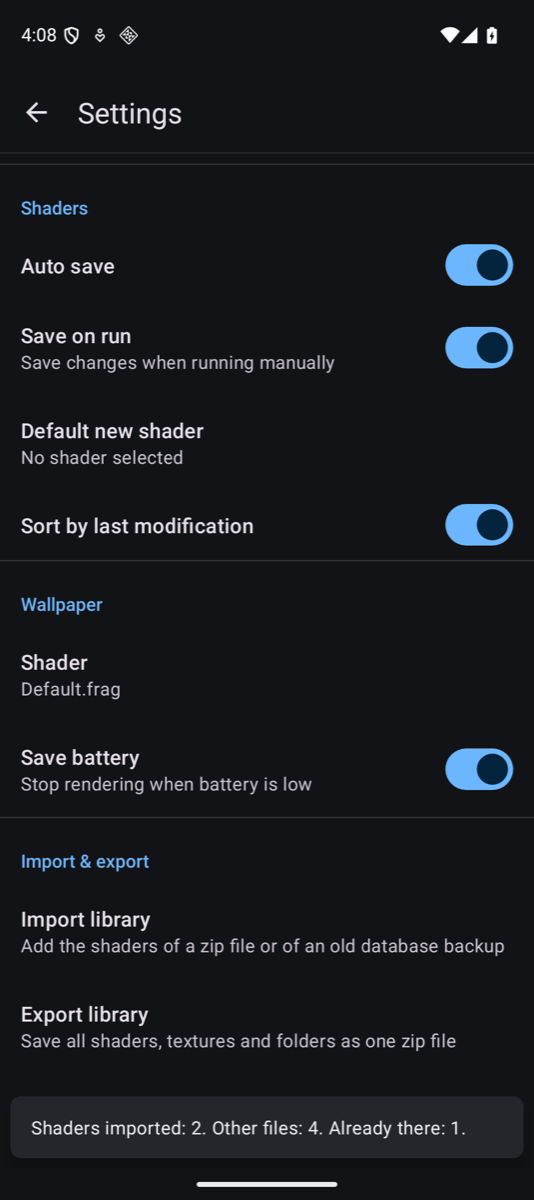 4:08
Settings
Shaders
Auto save
Save on run
Save changes when running manually
Default new shader
No shader selected
Sort by last modification
Wallpaper
Shader
Default.frag
Save battery
Stop rendering when battery is low
Import & export
Import library
Add the shaders of a zip file or of an old database backup
Export library
Save all shaders, textures and folders as one zip file
Shaders imported: 2. Other files: 4. Already there: 1.